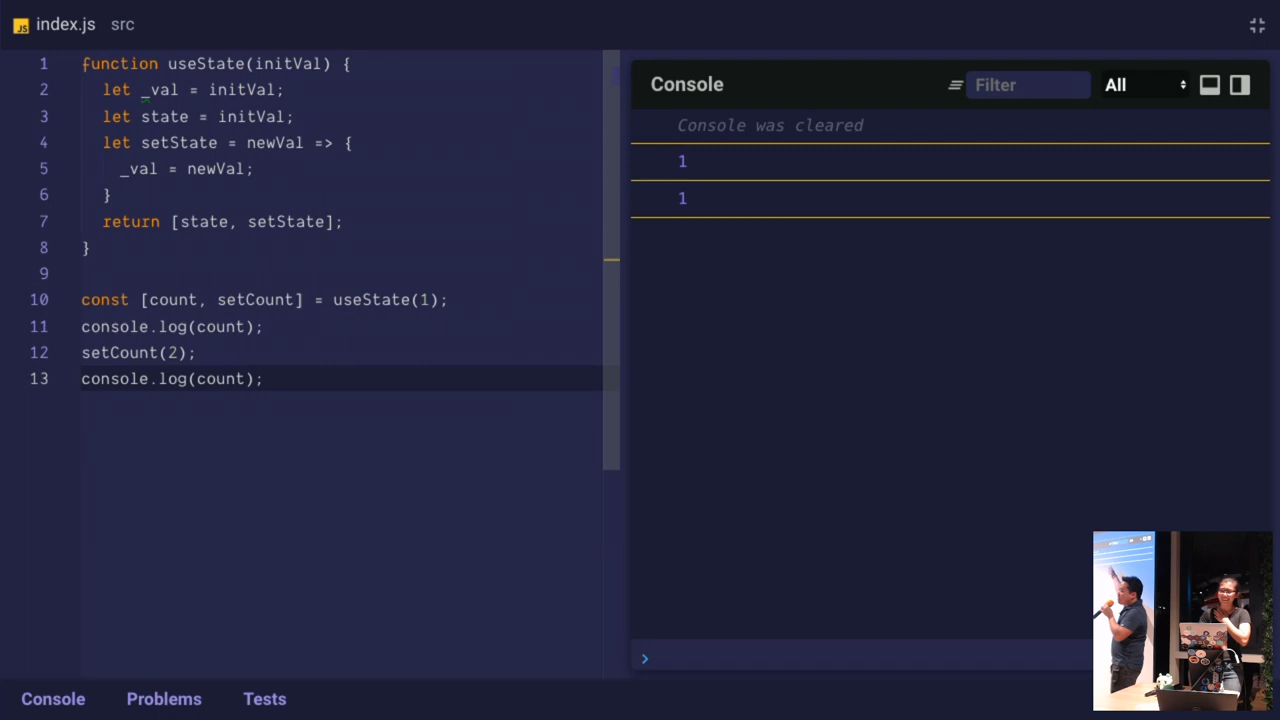 JS index.js src
1 function useState(initVal) {
2 let _val = initVal;
3 let state = initVal;
4 let setState = newVal => {
5 _val = newVal;
6 }
7 return [state, setState];
8 }
9
10 const [count, setCount] = useState(1);
11 console.log(count);
12 setCount(2);
13 console.log(count);
Console Filter All
Console was cleared
1
1
›
Console Problems Tests